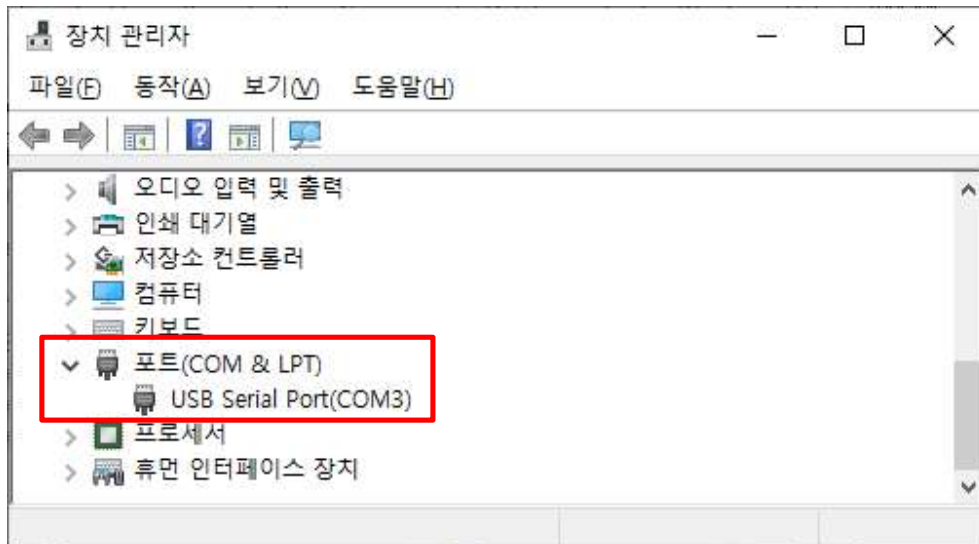 장치 관리자
파일(F) 동작(A) 보기(V) 도움말(H)
오디오 입력 및 출력
인쇄 대기열
저장소 컨트롤러
컴퓨터
키보드
포트(COM & LPT)
USB Serial Port(COM3)
프로세서
휴먼 인터페이스 장치